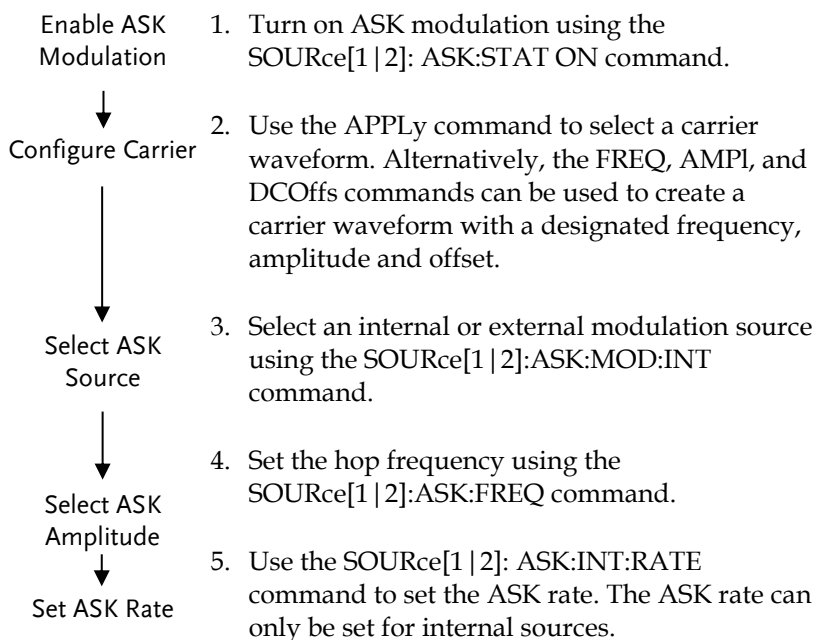 Enable ASK
Modulation
1. Turn on ASK modulation using the
SOURce[1|2]: ASK:STAT ON command.
Configure Carrier
2. Use the APPLy command to select a carrier
waveform. Alternatively, the FREQ, AMPl, and
DCOffs commands can be used to create a
carrier waveform with a designated frequency,
amplitude and offset.
Select ASK
Source
3. Select an internal or external modulation source
using the SOURce[1|2]:ASK:MOD:INT
command.
Select ASK
Amplitude
4. Set the hop frequency using the
SOURce[1|2]:ASK:FREQ command.
Set ASK Rate
5. Use the SOURce[1|2]: ASK:INT:RATE
command to set the ASK rate. The ASK rate can
only be set for internal sources.